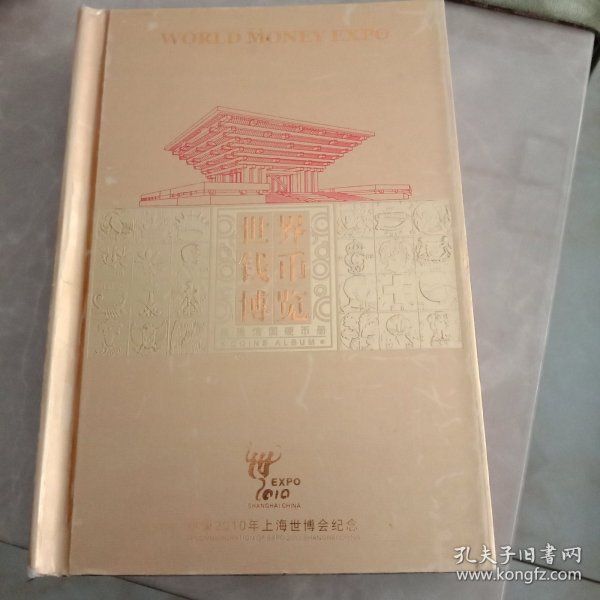 WORLD MONEY EXPO
世界
钱币
博览
COINS ALBUM
EXPO
2010
SHANGHAI CHINA
2010年上海世博会纪念
孔夫子旧书网
www.kongfz.com